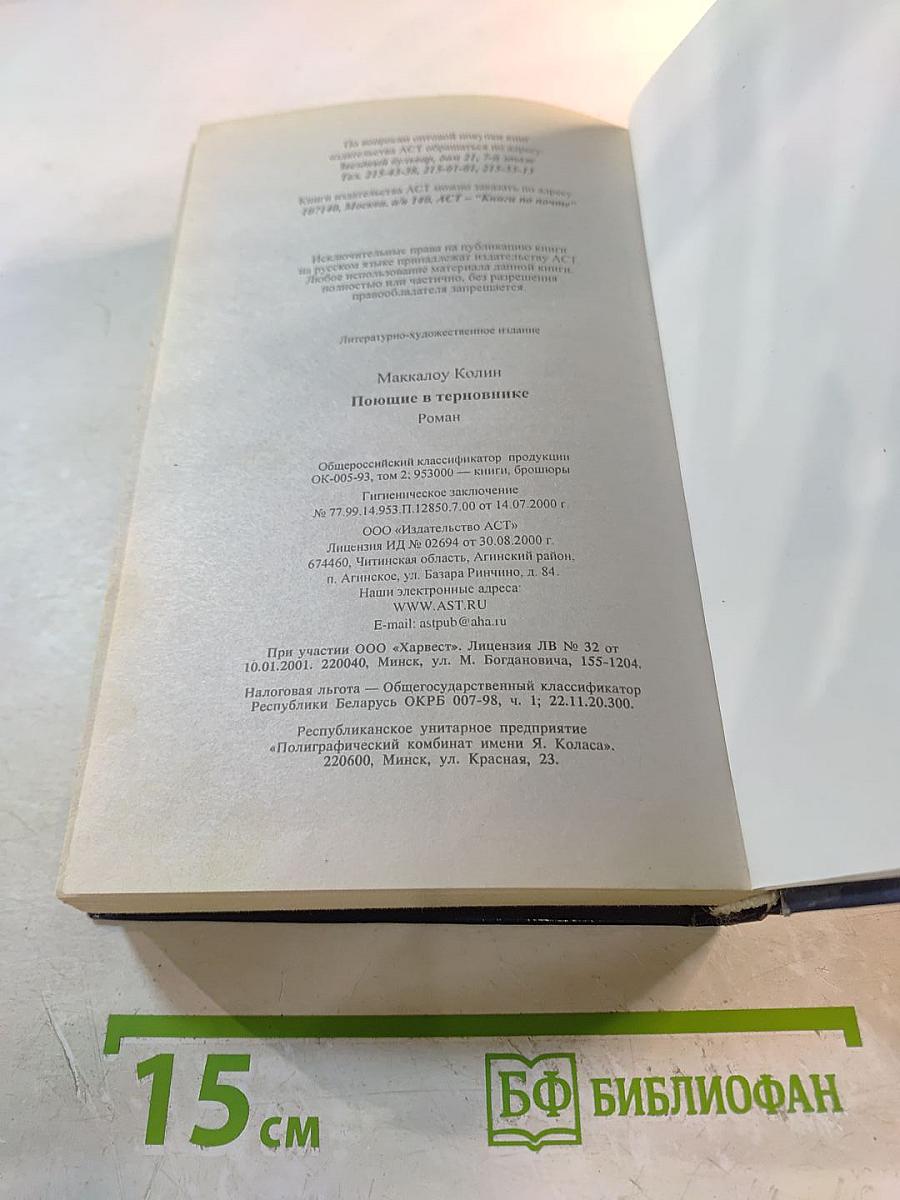 По вопросам оптовой покупки книг
издательства АСТ обращаться по адресу:
Звездный бульвар, дом 21, 7-й этаж
Тел. 215-43-38, 215-01-01, 215-55-13
Книги издательства АСТ можно заказать по адресу:
107140, Москва, а/я 140, АСТ – "Книги по почте"
Исключительные права на публикацию книги
на русском языке принадлежат издательству АСТ
Любое использование материала данной книги,
полностью или частично, без разрешения
правообладателя запрещается.
Литературно-художественное издание
Маккалоу Колин
Поющие в терновнике
Роман
Общероссийский классификатор продукции
ОК-005-93, том 2; 953000 — книги, брошюры
Гигиеническое заключение
№ 77.99.14.953.П.12850.7.00 от 14.07.2000 г.
ООО «Издательство АСТ»
Лицензия ИД № 02694 от 30.08.2000 г.
674460, Читинская область, Агинский район,
п. Агинское, ул. Базара Ринчино, д. 84.
Наши электронные адреса:
WWW.AST.RU
E-mail: astpub@aha.ru
При участии ООО «Харвест». Лицензия ЛВ № 32 от
10.01.2001. 220040, Минск, ул. М. Богдановича, 155-1204.
Налоговая льгота — Общегосударственный классификатор
Республики Беларусь ОКРБ 007-98, ч. 1; 22.11.20.300.
Республиканское унитарное предприятие
«Полиграфический комбинат имени Я. Коласа».
220600, Минск, ул. Красная, 23.
15 см
БФ БИБЛИОФАН